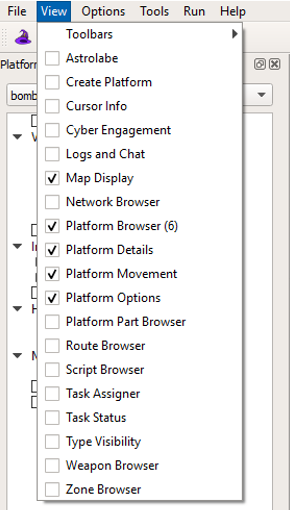 File View Options Tools Run Help
Toolbars
Astrolabe
Platfor
Create Platform
bomb
Cursor Info
Cyber Engagement
Logs and Chat
Map Display
Network Browser
Platform Browser (6)
Platform Details
Platform Movement
Platform Options
Platform Part Browser
Route Browser
Script Browser
Task Assigner
Task Status
Type Visibility
Weapon Browser
Zone Browser